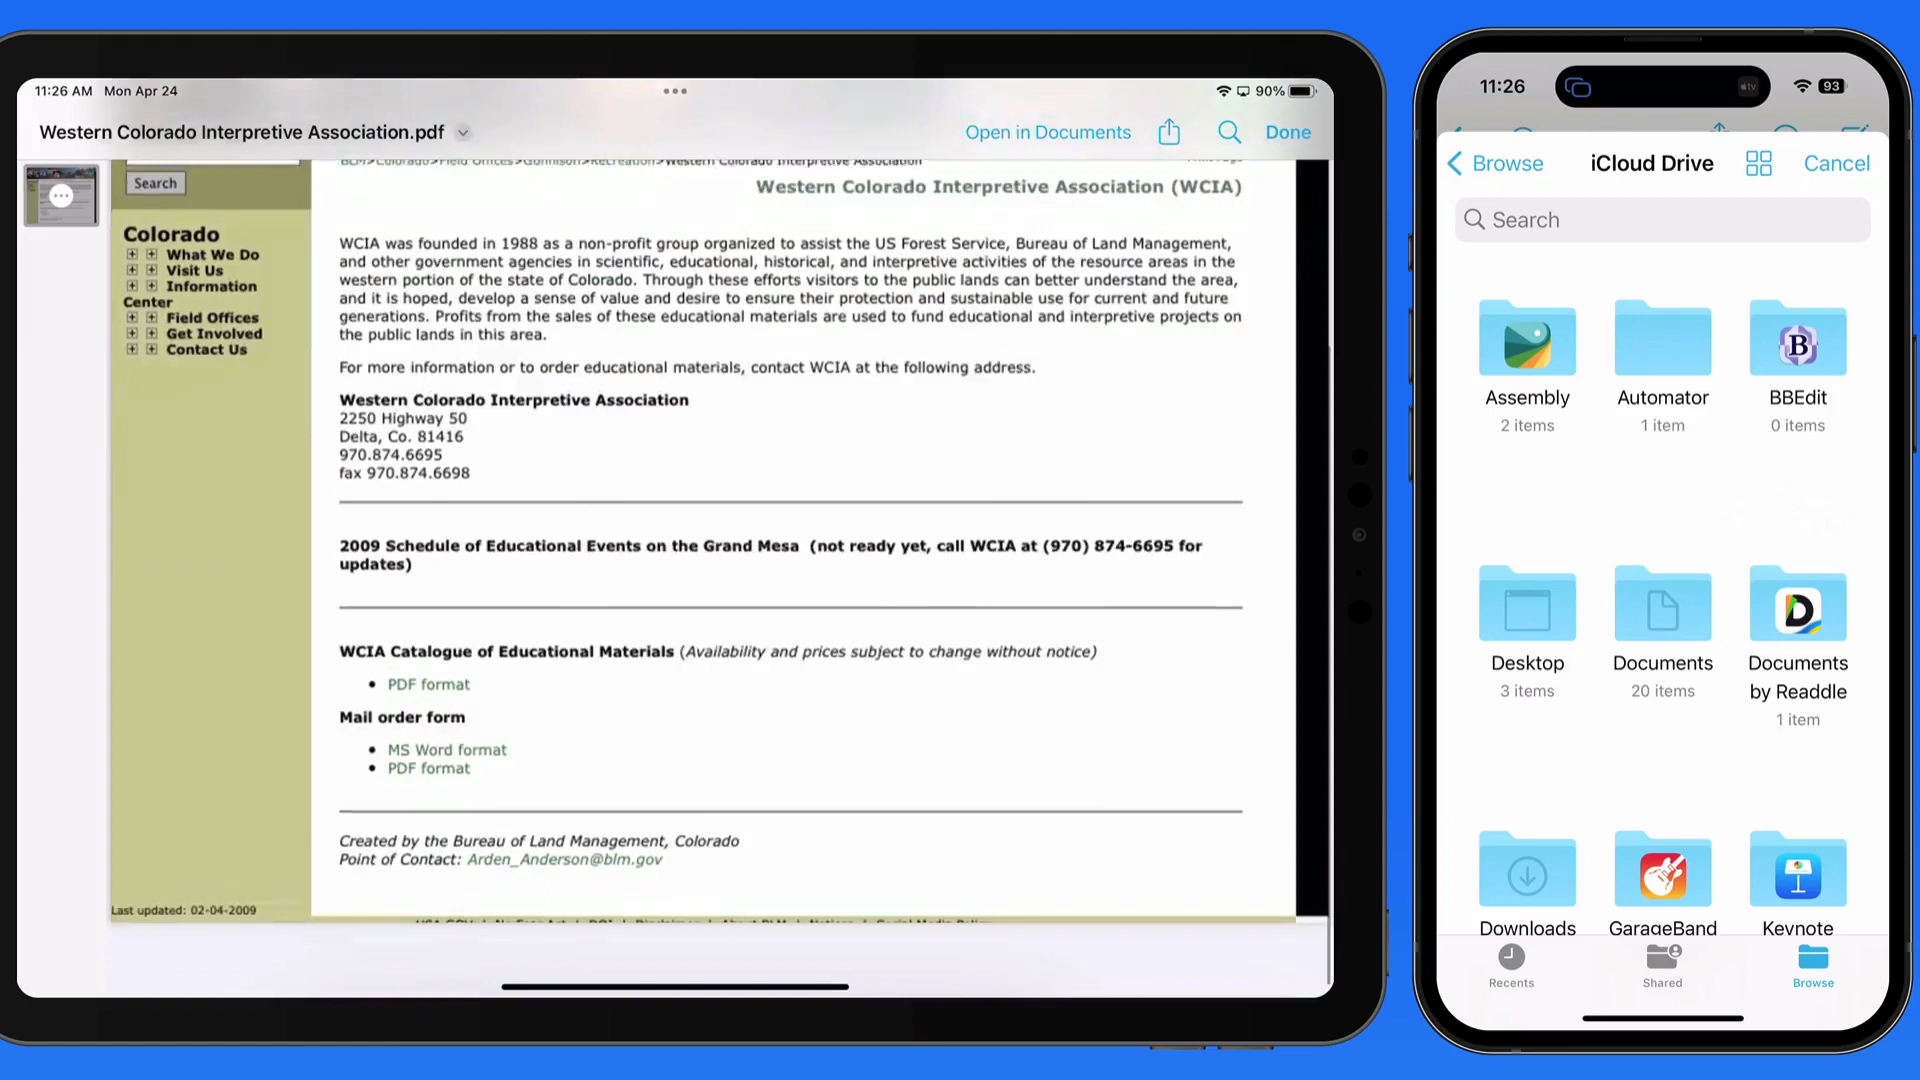 11:26 AM Mon Apr 24
90%
Western Colorado Interpretive Association.pdf
Open in Documents
Done
Search
Colorado
What We Do
Visit Us
Information
Center
Field Offices
Get Involved
Contact Us
Last updated: 02-04-2009
BLM>Colorado>Field Offices>Gunnison>Recreation>Western Colorado Interpretive Association
Western Colorado Interpretive Association (WCIA)
WCIA was founded in 1988 as a non-profit group organized to assist the US Forest Service, Bureau of Land Management,
and other government agencies in scientific, educational, historical, and interpretive activities of the resource areas in the
western portion of the state of Colorado. Through these efforts visitors to the public lands can better understand the area,
and it is hoped, develop a sense of value and desire to ensure their protection and sustainable use for current and future
generations. Profits from the sales of these educational materials are used to fund educational and interpretive projects on
the public lands in this area.
For more information or to order educational materials, contact WCIA at the following address.
Western Colorado Interpretive Association
2250 Highway 50
Delta, Co. 81416
970.874.6695
fax 970.874.6698
2009 Schedule of Educational Events on the Grand Mesa (not ready yet, call WCIA at (970) 874-6695 for
updates)
WCIA Catalogue of Educational Materials (Availability and prices subject to change without notice)
• PDF format
Mail order form
• MS Word format
• PDF format
Created by the Bureau of Land Management, Colorado
Point of Contact: Arden_Anderson@blm.gov
11:26
tv
93
Browse
iCloud Drive
Cancel
Search
Assembly
2 items
Automator
1 item
B
BBEdit
0 items
Desktop
3 items
Documents
20 items
D
Documents
by Readdle
1 item
Downloads
GarageBand
Keynote
Recents
Shared
Browse